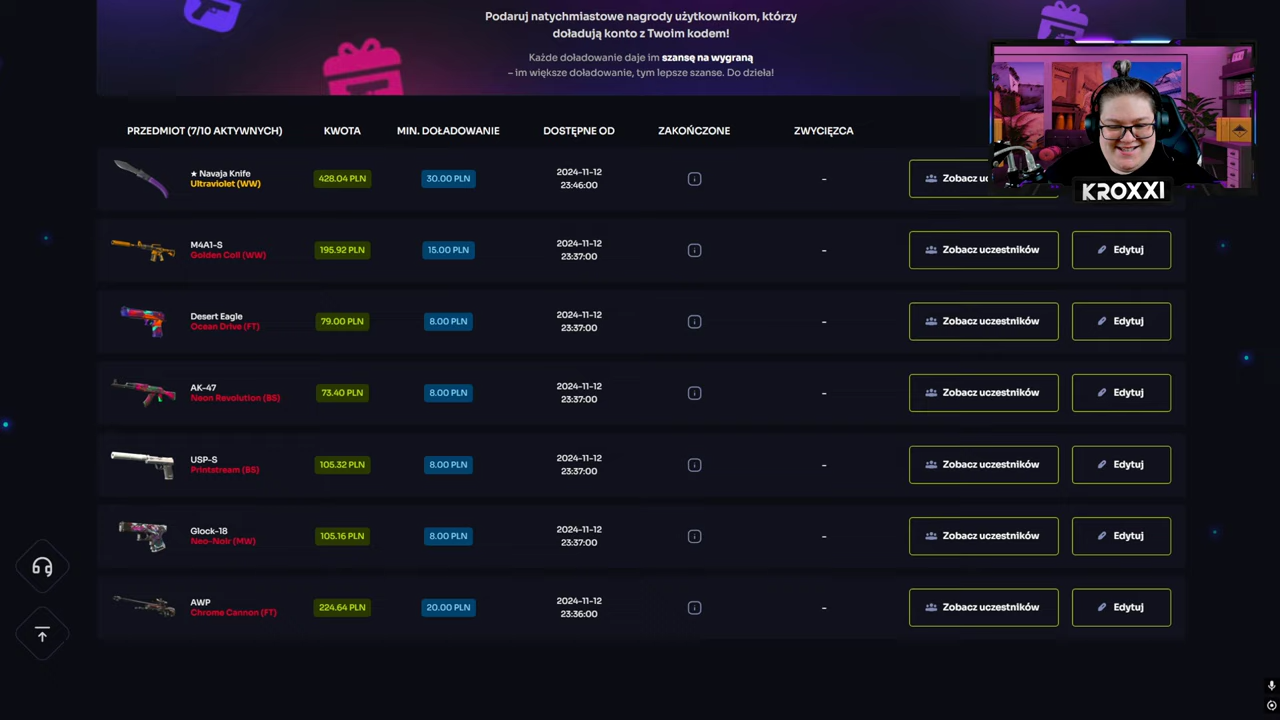 Podaruj natychmiastowe nagrody użytkownikom, którzy
doładują konto z Twoim kodem!
Każde doładowanie daje im szansę na wygraną
– im większe doładowanie, tym lepsze szanse. Do dzieła!
PRZEDMIOT (7/10 AKTYWNYCH) KWOTA MIN. DOŁADOWANIE DOSTĘPNE OD ZAKOŃCZONE ZWYCIĘZCA
★ Navaja Knife
Ultraviolet (WW)
428.04 PLN 30.00 PLN
2024-11-12
23:46:00
-
Zobacz
KROXXI
M4A1-S
Golden Coil (WW)
195.92 PLN 15.00 PLN
2024-11-12
23:37:00
-
Zobacz uczestników Edytuj
Desert Eagle
Ocean Drive (FT)
79.00 PLN 8.00 PLN
2024-11-12
23:37:00
-
Zobacz uczestników Edytuj
AK-47
Neon Revolution (BS)
73.40 PLN 8.00 PLN
2024-11-12
23:37:00
-
Zobacz uczestników Edytuj
USP-S
Printstream (BS)
105.32 PLN 8.00 PLN
2024-11-12
23:37:00
-
Zobacz uczestników Edytuj
Glock-18
Neo-Noir (MW)
105.16 PLN 8.00 PLN
2024-11-12
23:37:00
-
Zobacz uczestników Edytuj
AWP
Chrome Cannon (FT)
224.64 PLN 20.00 PLN
2024-11-12
23:36:00
-
Zobacz uczestników Edytuj